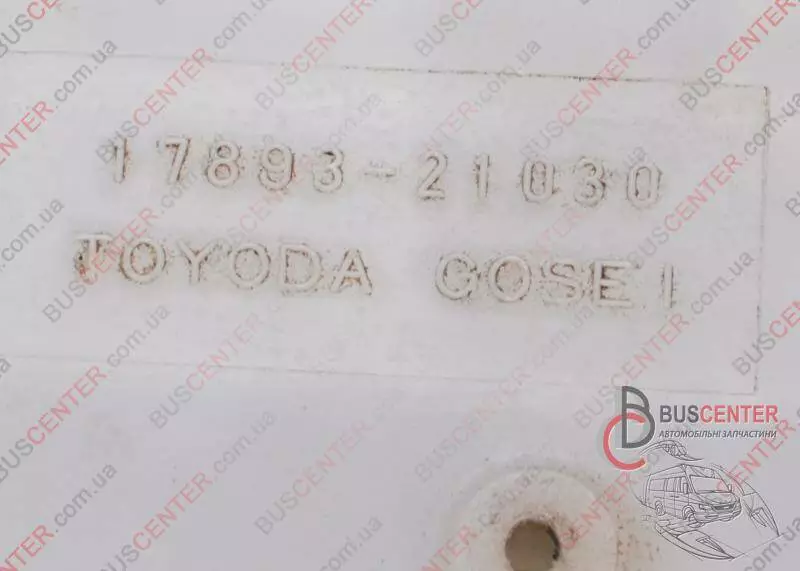 17893-21030
TOYODA GOSEI
BUSCENTER
АВТОМОБІЛЬНІ ЗАПЧАСТИНИ
BUSCENTER.com.ua